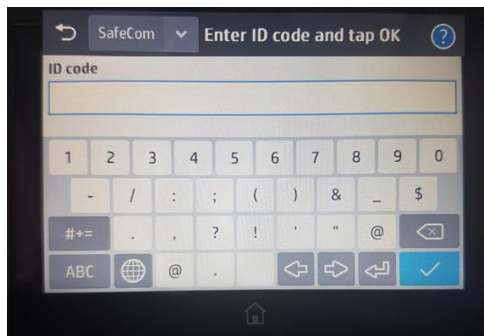 SafeCom Enter ID code and tap OK ?
ID code
1 2 3 4 5 6 7 8 9 0
- / : ; ( ) & _ $
#+= . , ? ! ' " @
ABC @ .